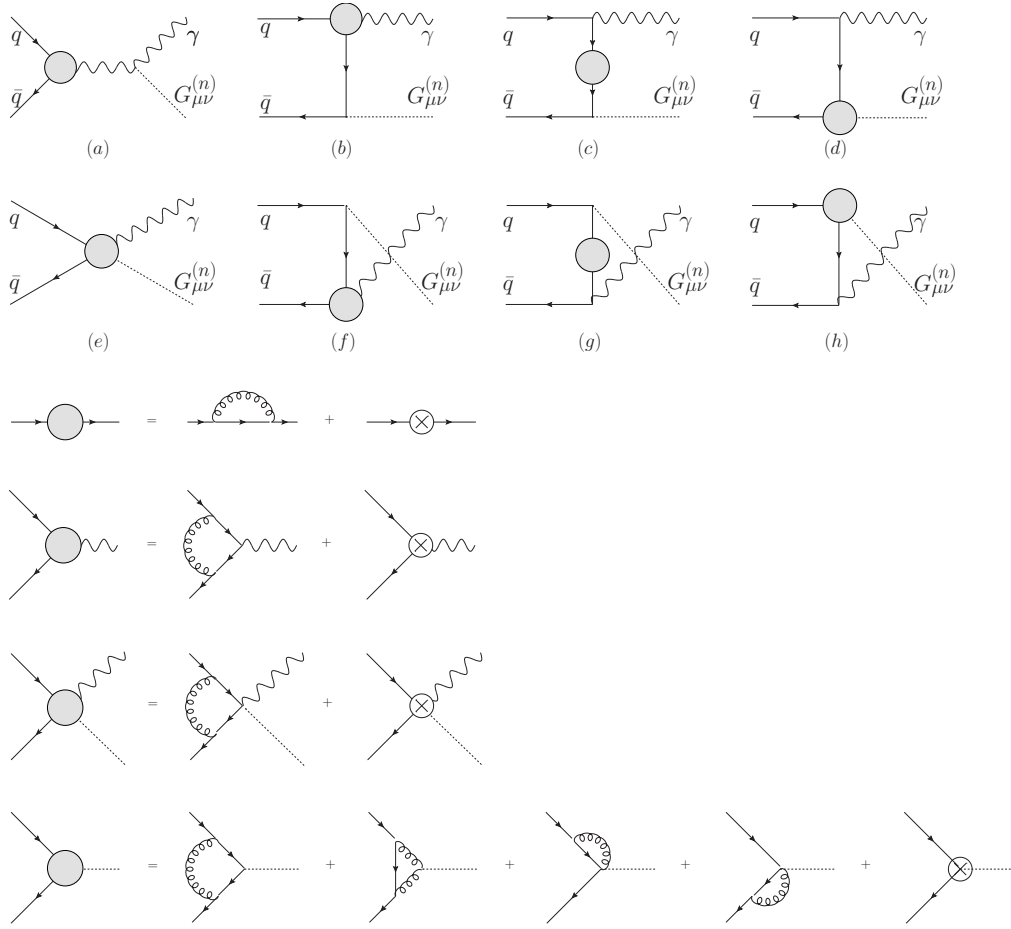 q γ q γ q γ q γ
q̄ G_{μν}^{(n)} q̄ G_{μν}^{(n)} q̄ G_{μν}^{(n)} q̄ G_{μν}^{(n)}
(a) (b) (c) (d)
q γ q γ q γ q γ
q̄ G_{μν}^{(n)} q̄ G_{μν}^{(n)} q̄ G_{μν}^{(n)} q̄ G_{μν}^{(n)}
(e) (f) (g) (h)
= +
= +
= +
= + + + +